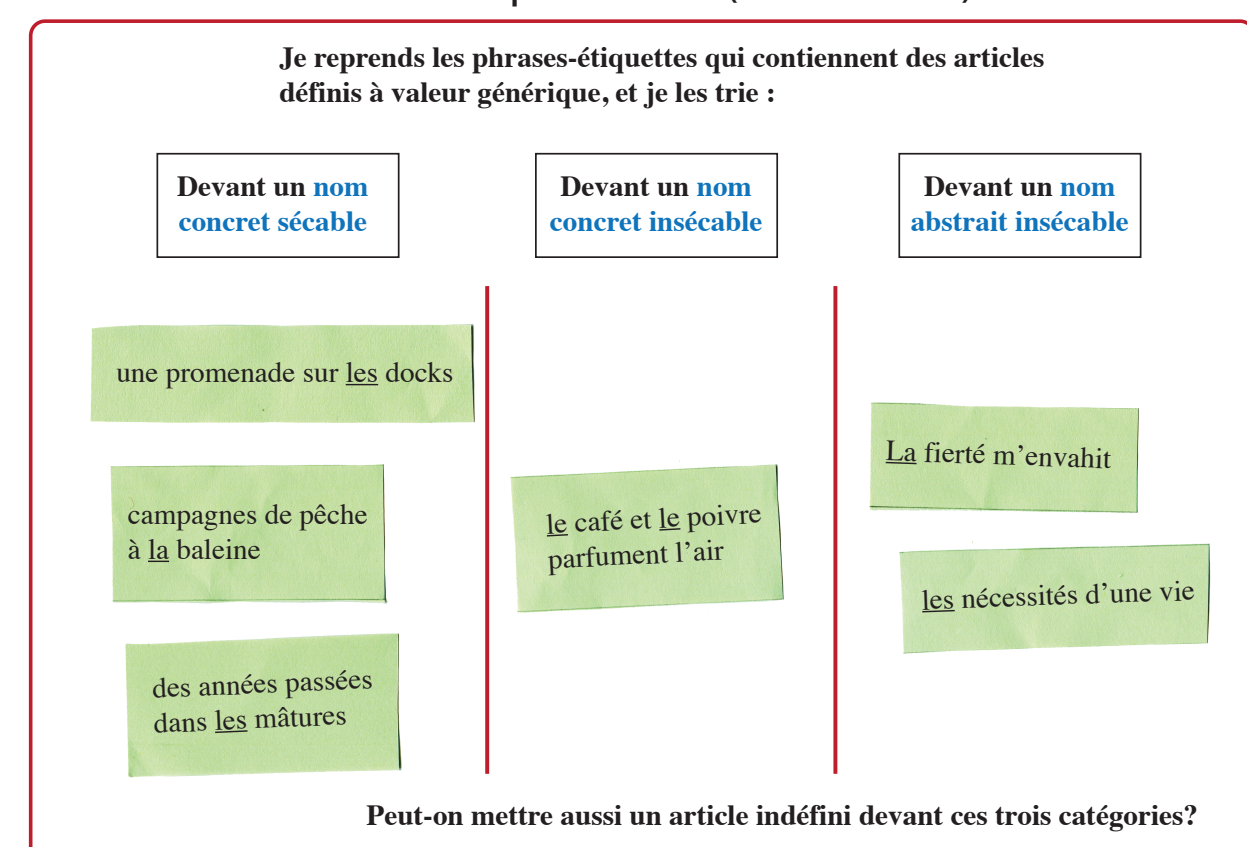 Je reprends les phrases-étiquettes qui contiennent des articles
définis à valeur générique, et je les trie :
Devant un nom
concret sécable
Devant un nom
concret insécable
Devant un nom
abstrait insécable
une promenade sur les docks
campagnes de pêche
à la baleine
des années passées
dans les mâtures
le café et le poivre
parfument l’air
La fierté m’envahit
les nécessités d’une vie
Peut-on mettre aussi un article indéfini devant ces trois catégories?